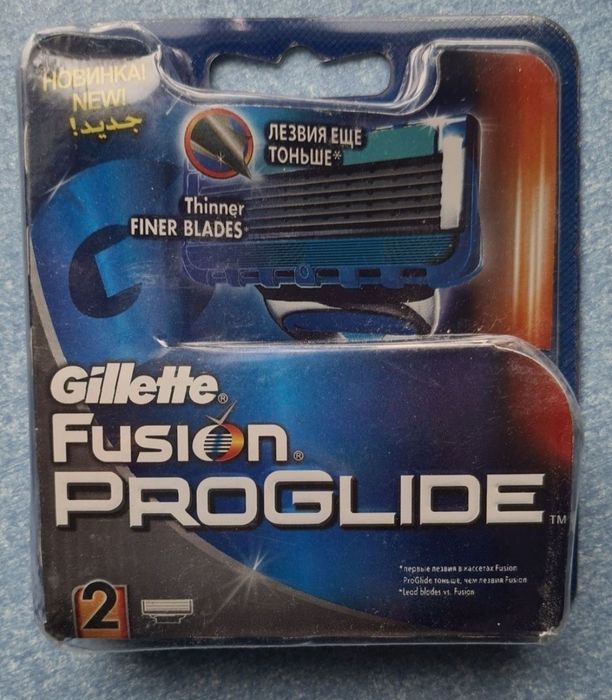 НОВИНКА!
NEW!
جديد!
ЛЕЗВИЯ ЕЩЕ
ТОНЬШЕ*
Thinner
FINER BLADES*
Gillette®
Fusion®
PROGLIDE™
*первые лезвия в кассетах Fusion
ProGlide тоньше, чем лезвия Fusion
*Lead blades vs. Fusion
2